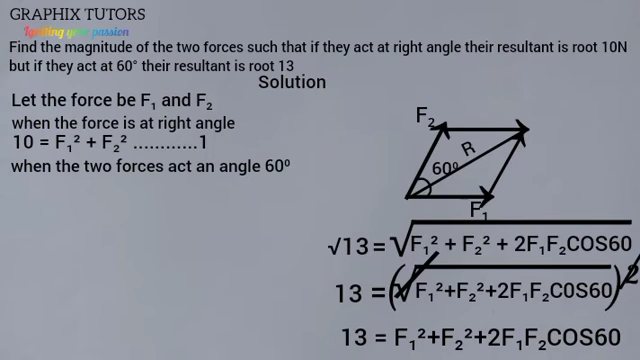 GRAPHIX TUTORS
Igniting your passion
Find the magnitude of the two forces such that if they act at right angle their resultant is root 10N
but if they act at 60° their resultant is root 13
Solution
Let the force be F₁ and F₂
when the force is at right angle
10 = F₁² + F₂² ............1
when the two forces act an angle 60⁰
F₂
60⁰
R
F₁
√13 = √F₁² + F₂² + 2F₁F₂COS60
13 = (√F₁²+F₂²+2F₁F₂C0S60)²
13 = F₁²+F₂²+2F₁F₂COS60